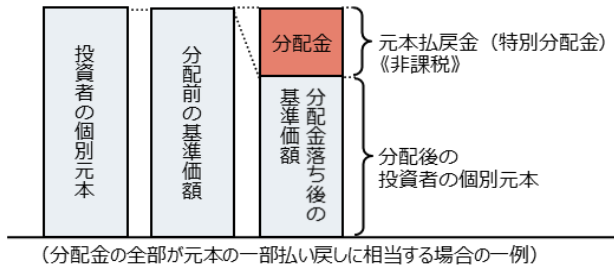 投資者の個別元本
分配前の基準価額
分配金
分配金落ち後の
基準価額
元本払戻金（特別分配金）
《非課税》
分配後の
投資者の個別元本
（分配金の全部が元本の一部払い戻しに相当する場合の一例）